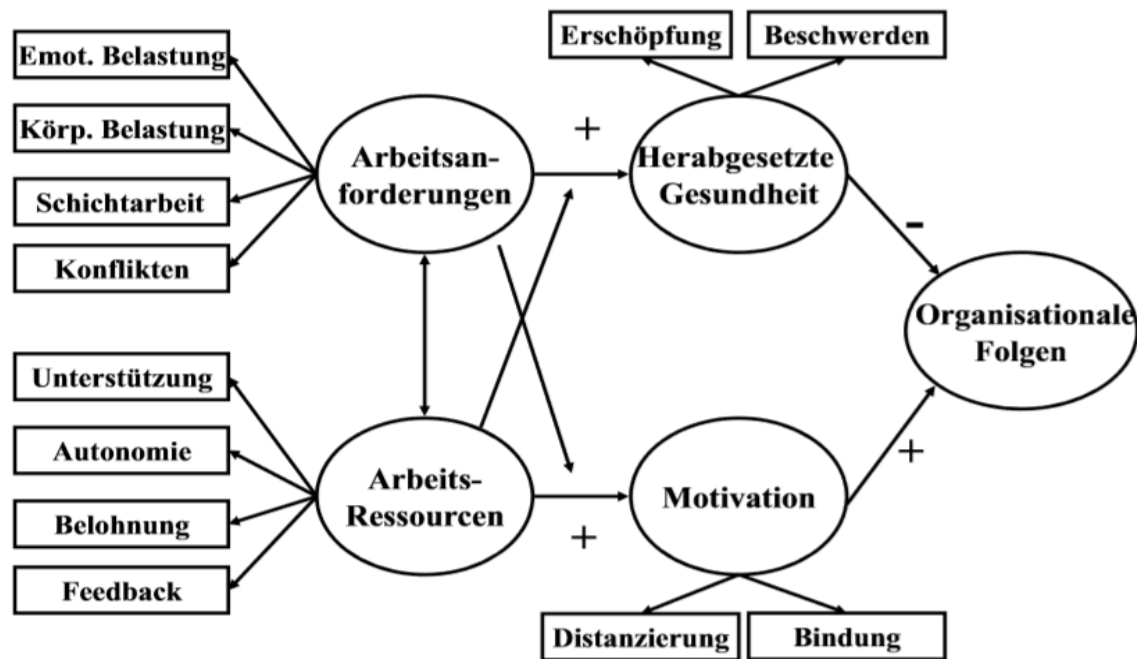 Erschöpfung
Beschwerden
Emot. Belastung
Körp. Belastung
Schichtarbeit
Konflikten
Arbeitsan-
forderungen
+
Herabgesetzte
Gesundheit
-
Organisationale
Folgen
Unterstützung
Autonomie
Belohnung
Feedback
Arbeits-
Ressourcen
+
Motivation
+
Distanzierung
Bindung